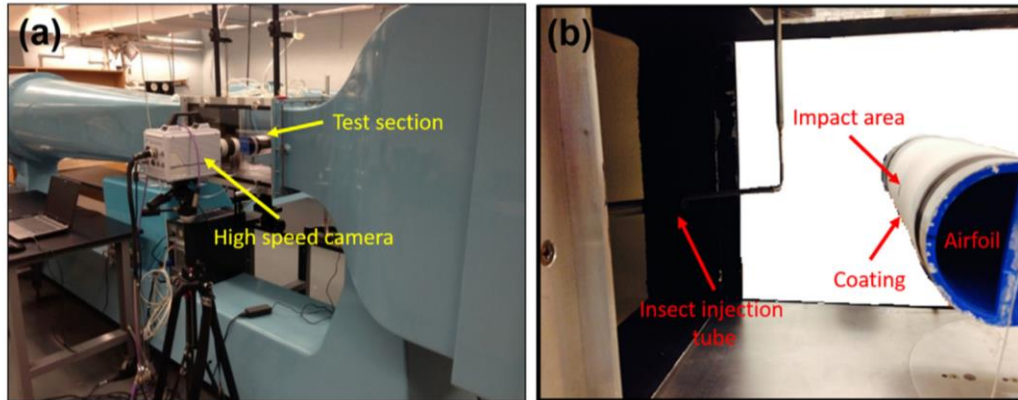 (a)
Test section
High speed camera
(b)
Impact area
Airfoil
Coating
Insect injection
tube